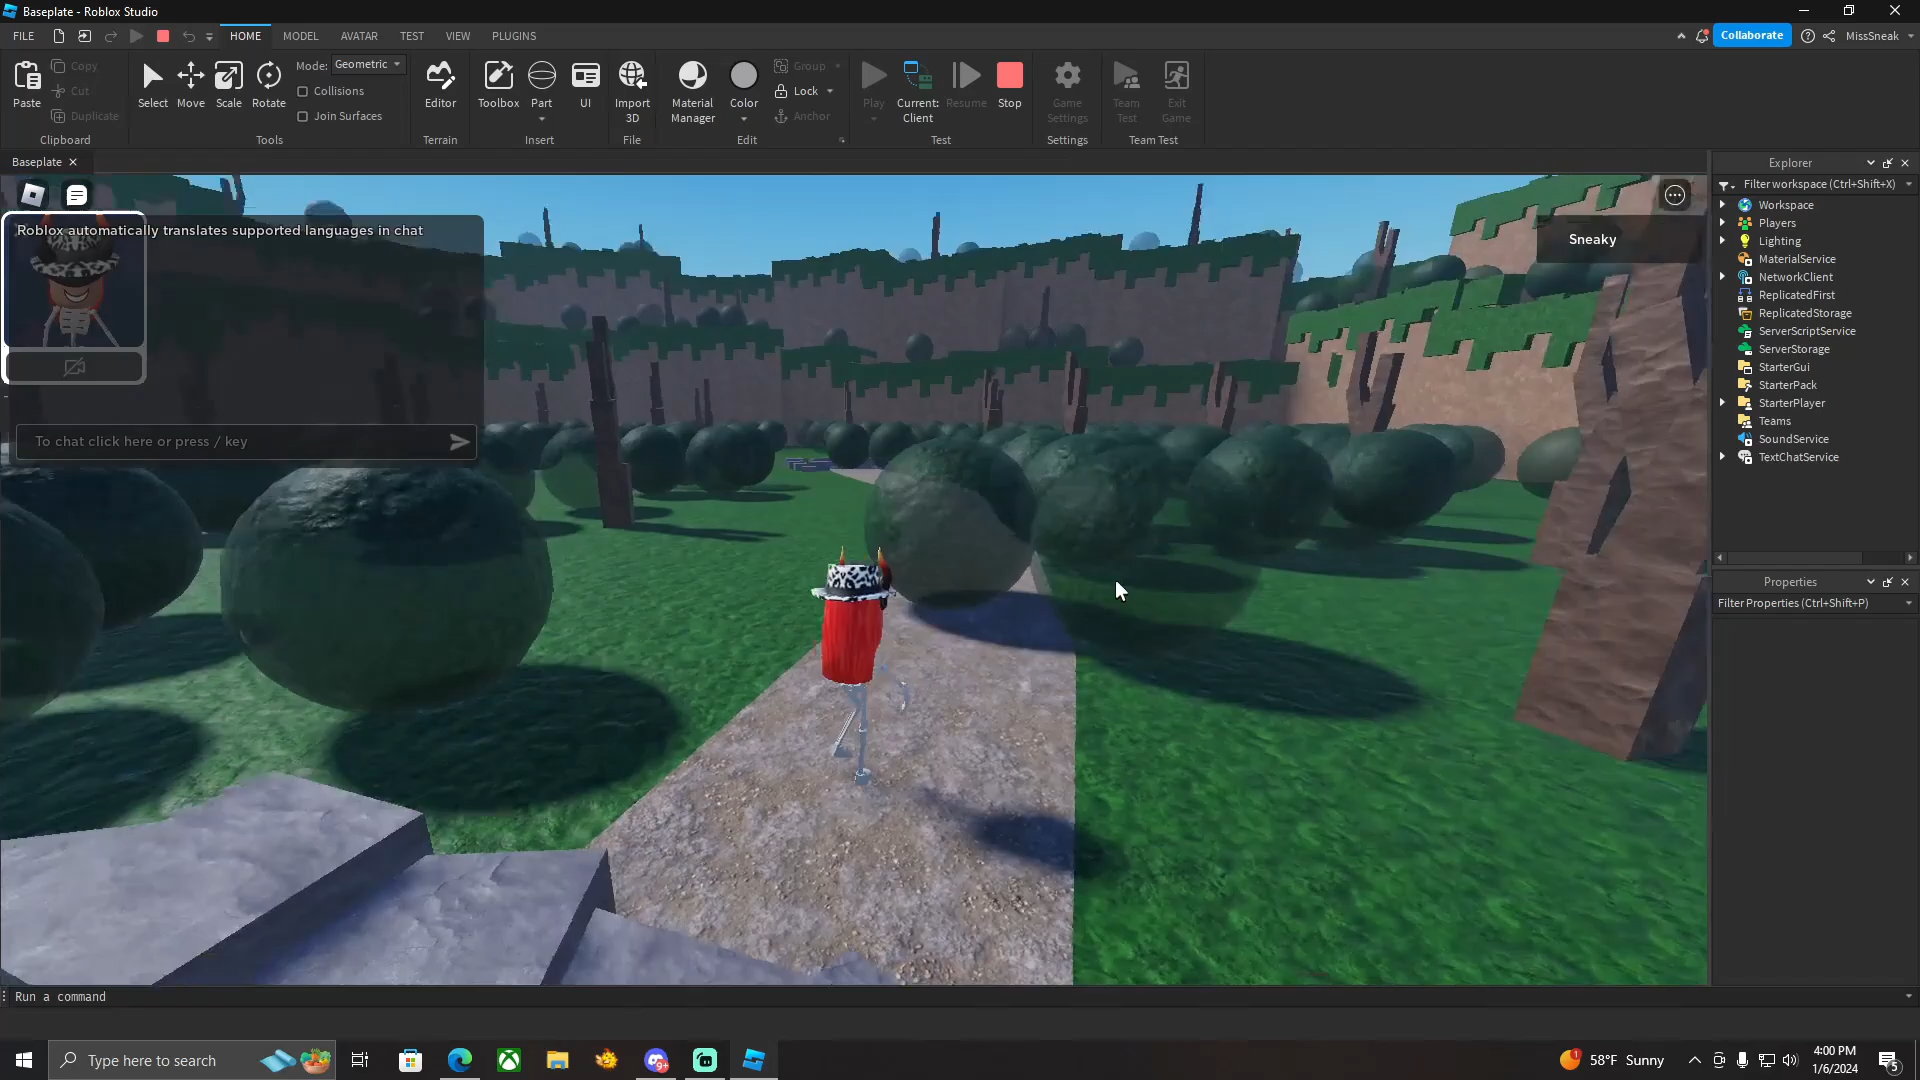 Baseplate - Roblox Studio
FILE
HOME
MODEL
AVATAR
TEST
VIEW
PLUGINS
Collaborate
MissSneak
Paste
Copy
Cut
Duplicate
Clipboard
Select
Move
Scale
Rotate
Mode:
Geometric
Collisions
Join Surfaces
Tools
Editor
Terrain
Toolbox
Part
UI
Insert
Import
3D
File
Material
Manager
Color
Group
Lock
Anchor
Edit
Play
Current:
Client
Resume
Stop
Test
Game
Settings
Settings
Team
Test
Exit
Game
Team Test
Baseplate
Roblox automatically translates supported languages in chat
To chat click here or press / key
Sneaky
Explorer
Filter workspace (Ctrl+Shift+X)
Workspace
Players
Lighting
MaterialService
NetworkClient
ReplicatedFirst
ReplicatedStorage
ServerScriptService
ServerStorage
StarterGui
StarterPack
StarterPlayer
Teams
SoundService
TextChatService
Properties
Filter Properties (Ctrl+Shift+P)
Run a command
Type here to search
9+
1
58°F Sunny
4:00 PM
1/6/2024
5